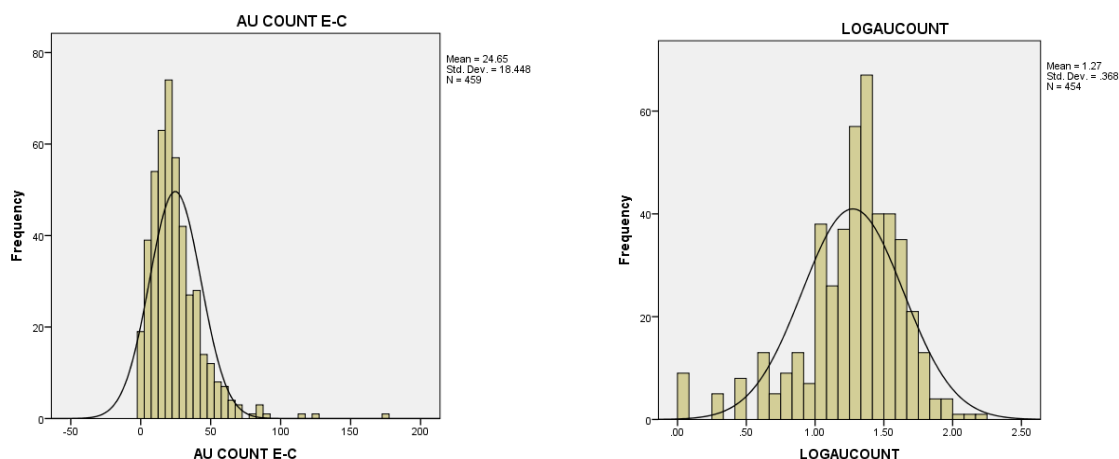 AU COUNT E-C
Mean = 24.65
Std. Dev. = 18.448
N = 459
80
60
40
20
0
Frequency
-50 0 50 100 150 200
AU COUNT E-C
LOGAUCOUNT
Mean = 1.27
Std. Dev. = .368
N = 454
60
40
20
0
Frequency
.00 .50 1.00 1.50 2.00 2.50
LOGAUCOUNT